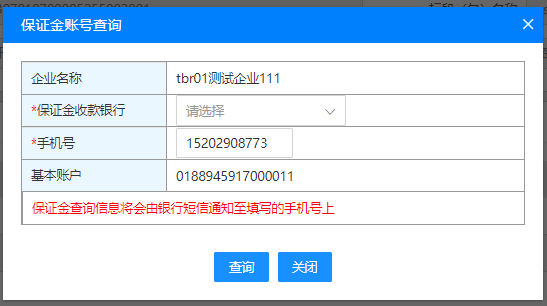 保证金账号查询
企业名称 tbr01测试企业111
*保证金收款银行 请选择
*手机号 15202908773
基本账户 0188945917000011
保证金查询信息将会由银行短信通知至填写的手机号上
查询 关闭